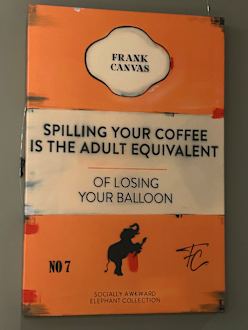 FRANK
CANVAS
SPILLING YOUR COFFEE
IS THE ADULT EQUIVALENT
OF LOSING
YOUR BALLOON
NO 7
FC
SOCIALLY AWKWARD
ELEPHANT COLLECTION